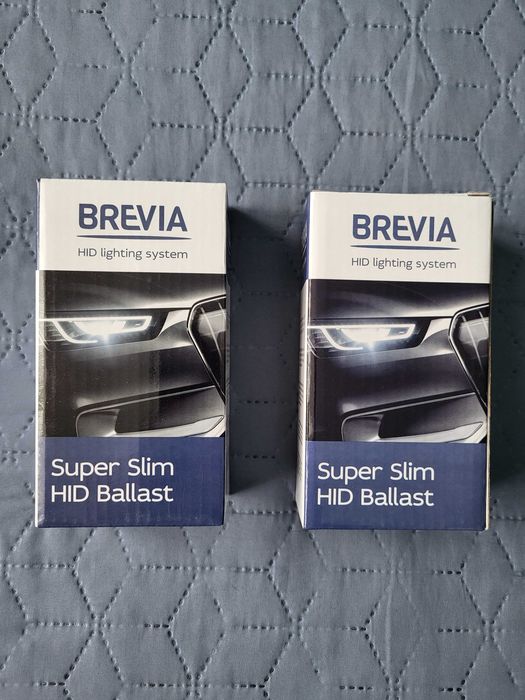 BREVIA
HID lighting system
Super Slim
HID Ballast
BREVIA
HID lighting system
Super Slim
HID Ballast